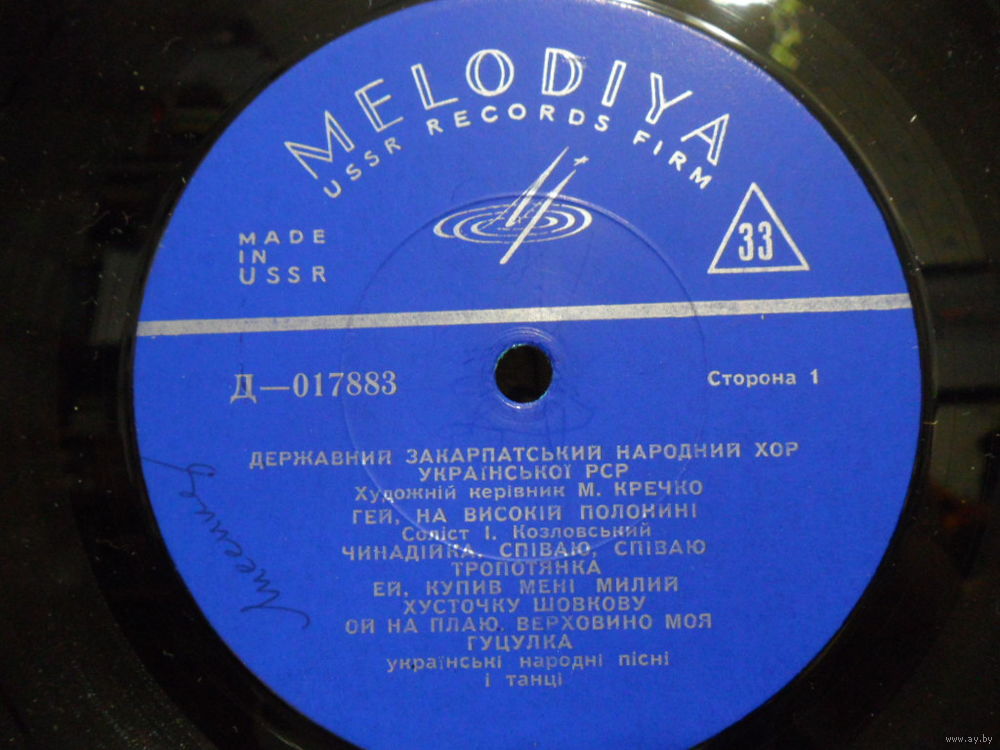 MELODIYA
USSR RECORDS FIRM
MADE
IN
USSR
33
Д—017883
Сторона 1
ДЕРЖАВНИЙ ЗАКАРПАТСЬКИЙ НАРОДНИЙ ХОР
УКРАЇНСЬКОЇ РСР
Художній керівник М. КРЕЧКО
ГЕЙ, НА ВИСОКІЙ ПОЛОНИНІ
Соліст І. Козловський
ЧИНАДІЙКА. СПІВАЮ, СПІВАЮ
ТРОПОТЯНКА
ЕЙ, КУПИВ МЕНІ МИЛИЙ
ХУСТОЧКУ ШОВКОВУ
ОЙ НА ПЛАЮ. ВЕРХОВИНО МОЯ
ГУЦУЛКА
українські народні пісні
і танці
www.ay.by